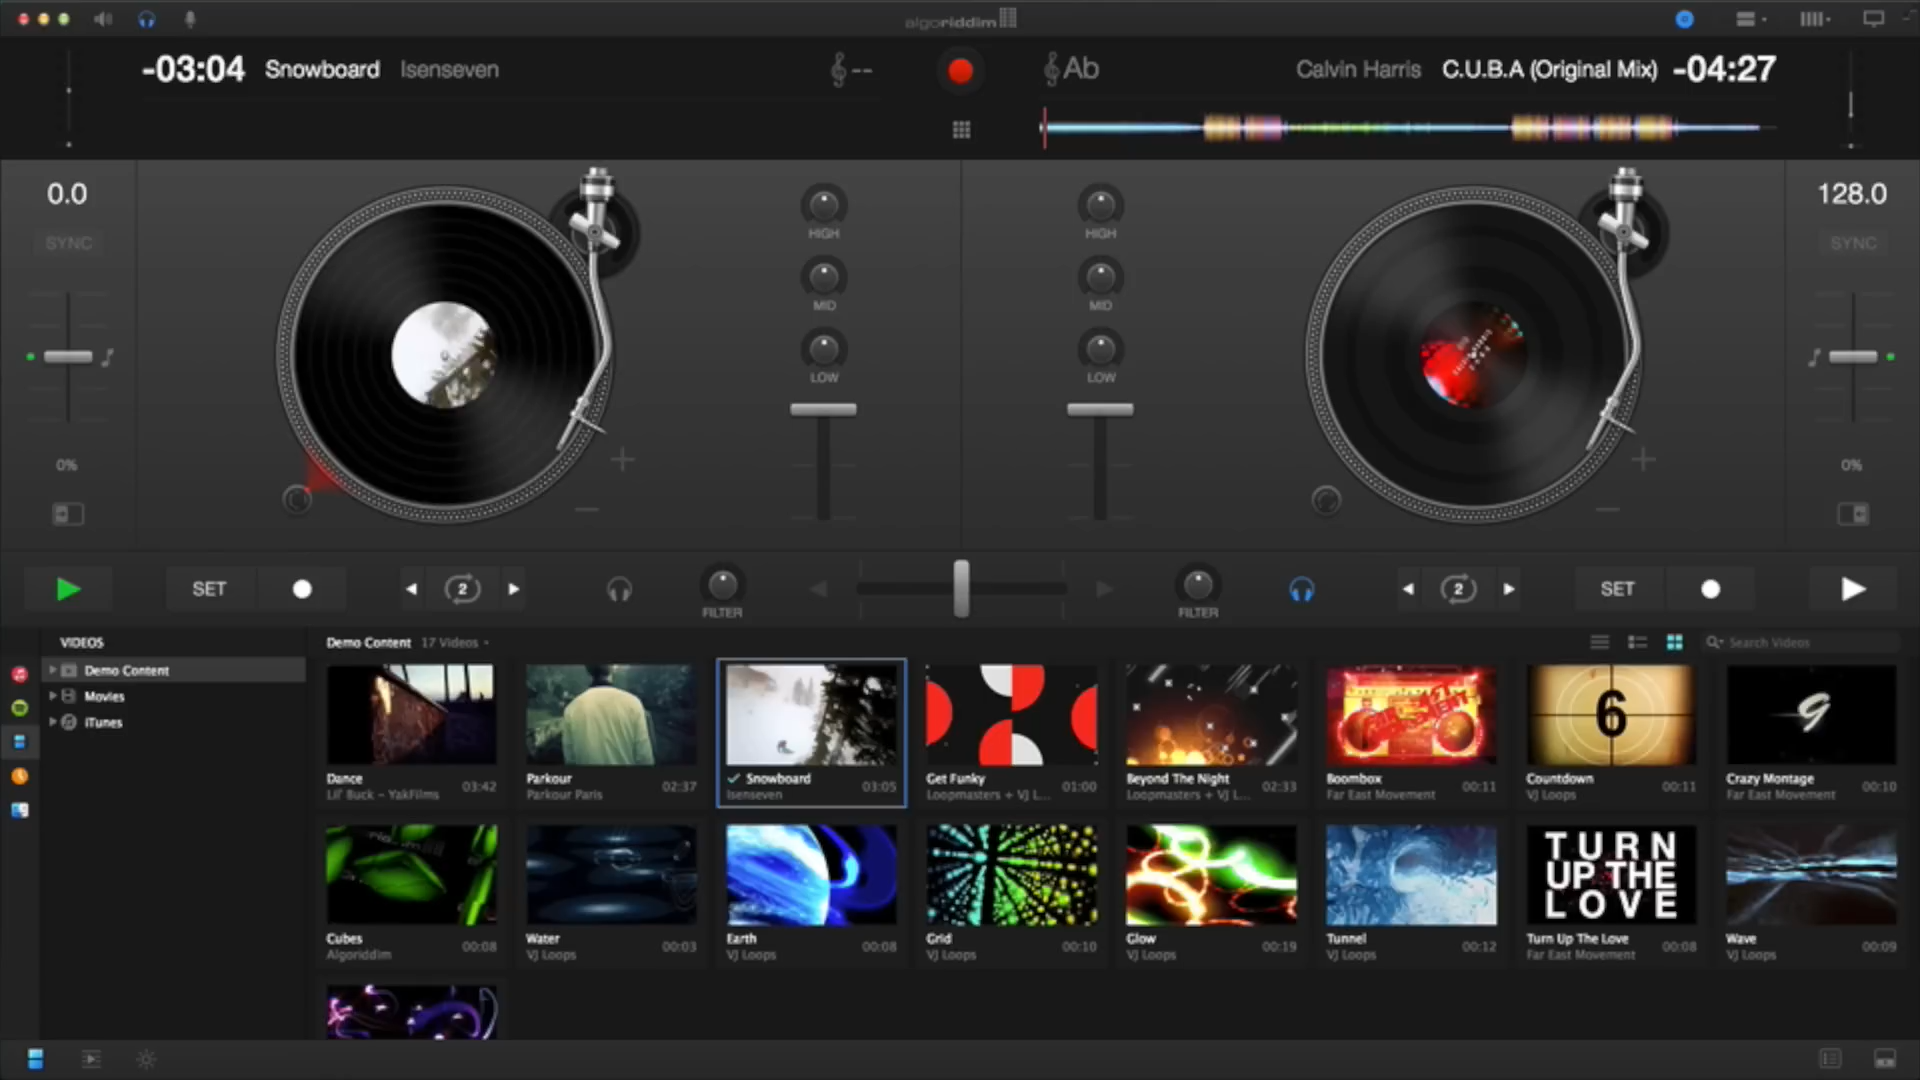 algoriddim
-03:04 Snowboard Isenseven
--
Ab
Calvin Harris C.U.B.A (Original Mix) -04:27
0.0
SYNC
0%
HIGH
MID
LOW
HIGH
MID
LOW
128.0
SYNC
0%
SET
2
FILTER
FILTER
2
SET
VIDEOS
Demo Content
Movies
iTunes
Demo Content 17 Videos
Search Videos
Dance 03:42
Lil' Buck - YakFilms
Parkour 02:37
Parkour Paris
Snowboard 03:05
Isenseven
Get Funky 01:00
Loopmasters + VJ L...
Beyond The Night 02:33
Loopmasters + VJ L...
Boombox 00:11
Far East Movement
6
Countdown 00:11
VJ Loops
9
Crazy Montage 00:10
Far East Movement
Cubes 00:08
Algoriddim
Water 00:03
VJ Loops
Earth 00:08
VJ Loops
Grid 00:10
VJ Loops
Glow 00:19
VJ Loops
Tunnel 00:12
VJ Loops
TURN
UP THE
LOVE
Turn Up The Love 00:08
Far East Movement
Wave 00:09
VJ Loops